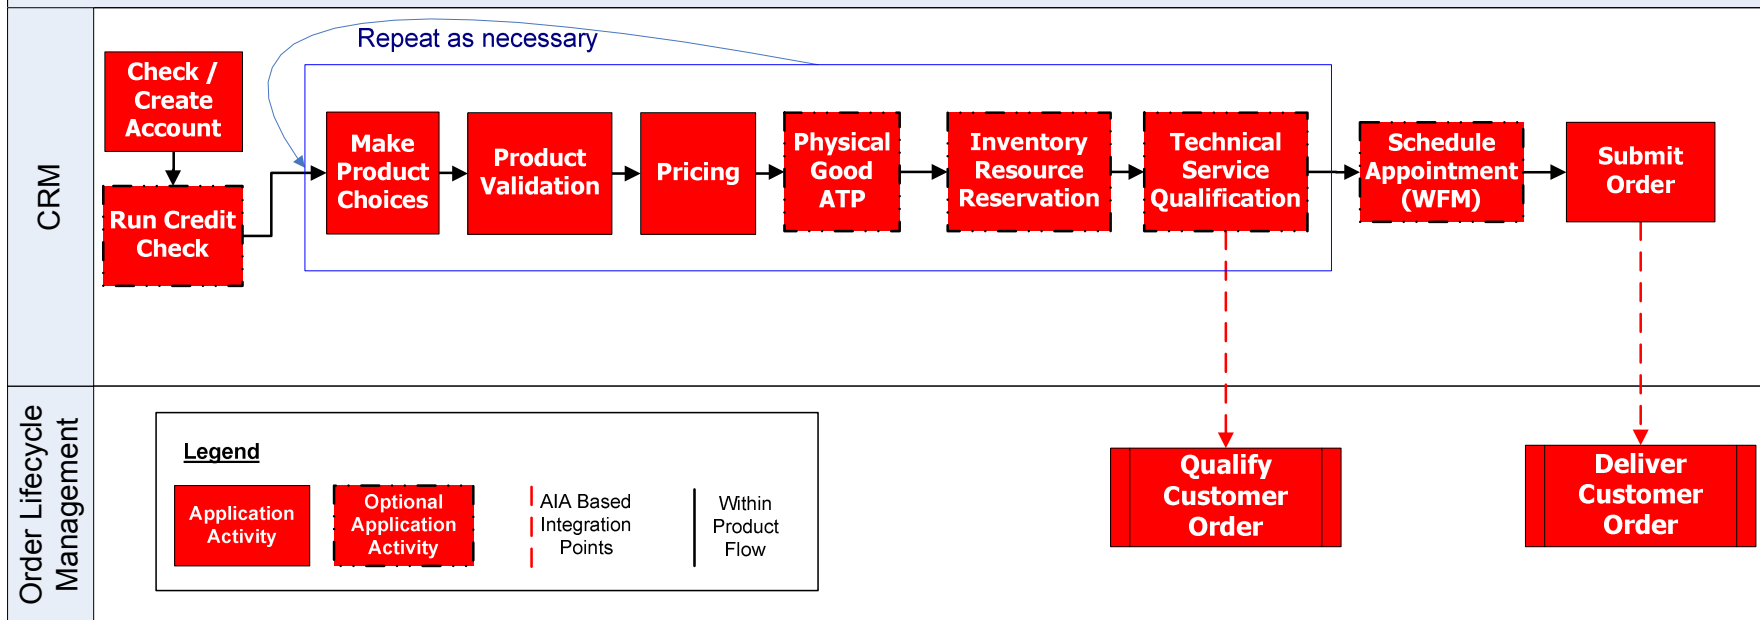 CRM
Repeat as necessary
Check /
Create
Account
Run Credit
Check
Make
Product
Choices
Product
Validation
Pricing
Physical
Good
ATP
Inventory
Resource
Reservation
Technical
Service
Qualification
Schedule
Appointment
(WFM)
Submit
Order
Order Lifecycle
Management
Legend
Application
Activity
Optional
Application
Activity
AIA Based
Integration
Points
Within
Product
Flow
Qualify
Customer
Order
Deliver
Customer
Order